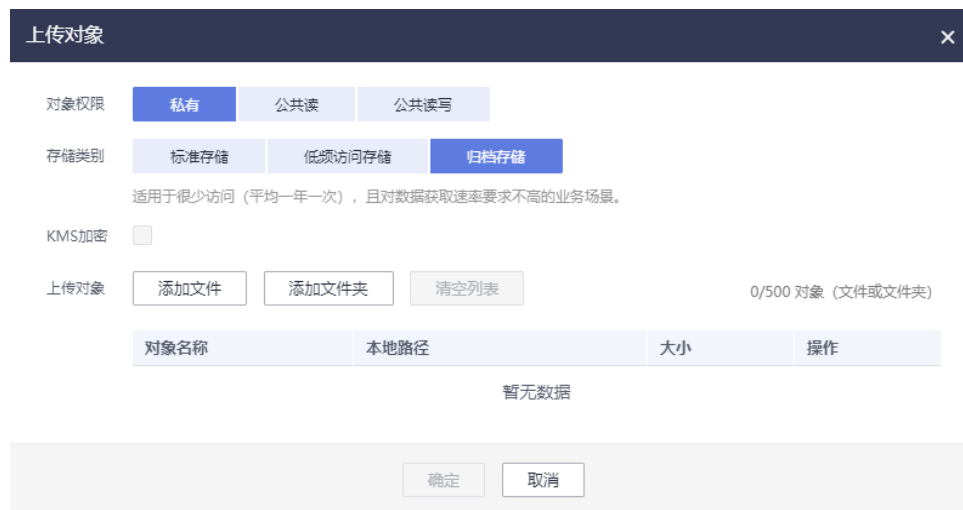 上传对象
×
对象权限 私有 公共读 公共读写
存储类别 标准存储 低频访问存储 归档存储
适用于很少访问（平均一年一次），且对数据获取速率要求不高的业务场景。
KMS加密
上传对象 添加文件 添加文件夹 清空列表 0/500 对象（文件或文件夹）
对象名称 本地路径 大小 操作
暂无数据
确定 取消